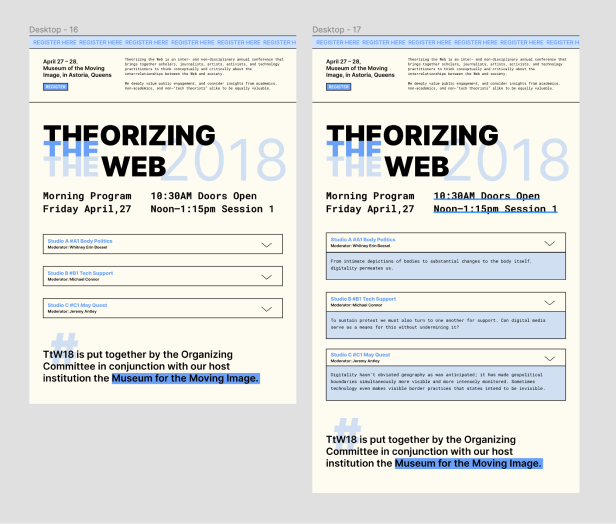 Desktop - 16
REGISTER HERE REGISTER HERE REGISTER HERE REGISTER HERE REGISTER HERE REGISTER H
April 27 – 28,
Museum of the Moving
Image, in Astoria, Queens
REGISTER
Theorizing the Web is an inter- and non-disciplinary annual conference that
brings together scholars, journalists, artists, activists, and technology
practitioners to think conceptually and critically about the
interrelationships between the Web and society.
We deeply value public engagement, and consider insights from academics,
non-academics, and non-"tech theorists" alike to be equally valuable.
THEORIZING
THE
THE
WEB
2018
Morning Program
Friday April,27
10:30AM Doors Open
Noon–1:15pm Session 1
Studio A #A1 Body Politics
Moderator: Whitney Erin Boesel
Studio B #B1 Tech Support
Moderator: Michael Connor
Studio C #C1 May Quest
Moderator: Jeremy Antley
#
TtW18 is put together by the Organizing
Committee in conjunction with our host
institution the Museum for the Moving Image.
Desktop - 17
REGISTER HERE REGISTER HERE REGISTER HERE REGISTER HERE REGISTER HERE REGISTER H
April 27 – 28,
Museum of the Moving
Image, in Astoria, Queens
REGISTER
Theorizing the Web is an inter- and non-disciplinary annual conference that
brings together scholars, journalists, artists, activists, and technology
practitioners to think conceptually and critically about the
interrelationships between the Web and society.
We deeply value public engagement, and consider insights from academics,
non-academics, and non-"tech theorists" alike to be equally valuable.
THEORIZING
THE
THE
WEB
2018
Morning Program
Friday April,27
10:30AM Doors Open
Noon–1:15pm Session 1
Studio A #A1 Body Politics
Moderator: Whitney Erin Boesel
From intimate depictions of bodies to substantial changes to the body itself,
digitality permeates us.
Studio B #B1 Tech Support
Moderator: Michael Connor
To sustain protest we must also turn to one another for support. Can digital media
serve as a means for this without undermining it?
Studio C #C1 May Quest
Moderator: Jeremy Antley
Digitality hasn't obviated geography as was anticipated; it has made geopolitical
boundaries simultaneously more visible and more intensely monitored. Sometimes
technology even makes visible border practices that states intend to be invisible.
#
TtW18 is put together by the Organizing
Committee in conjunction with our host
institution the Museum for the Moving Image.